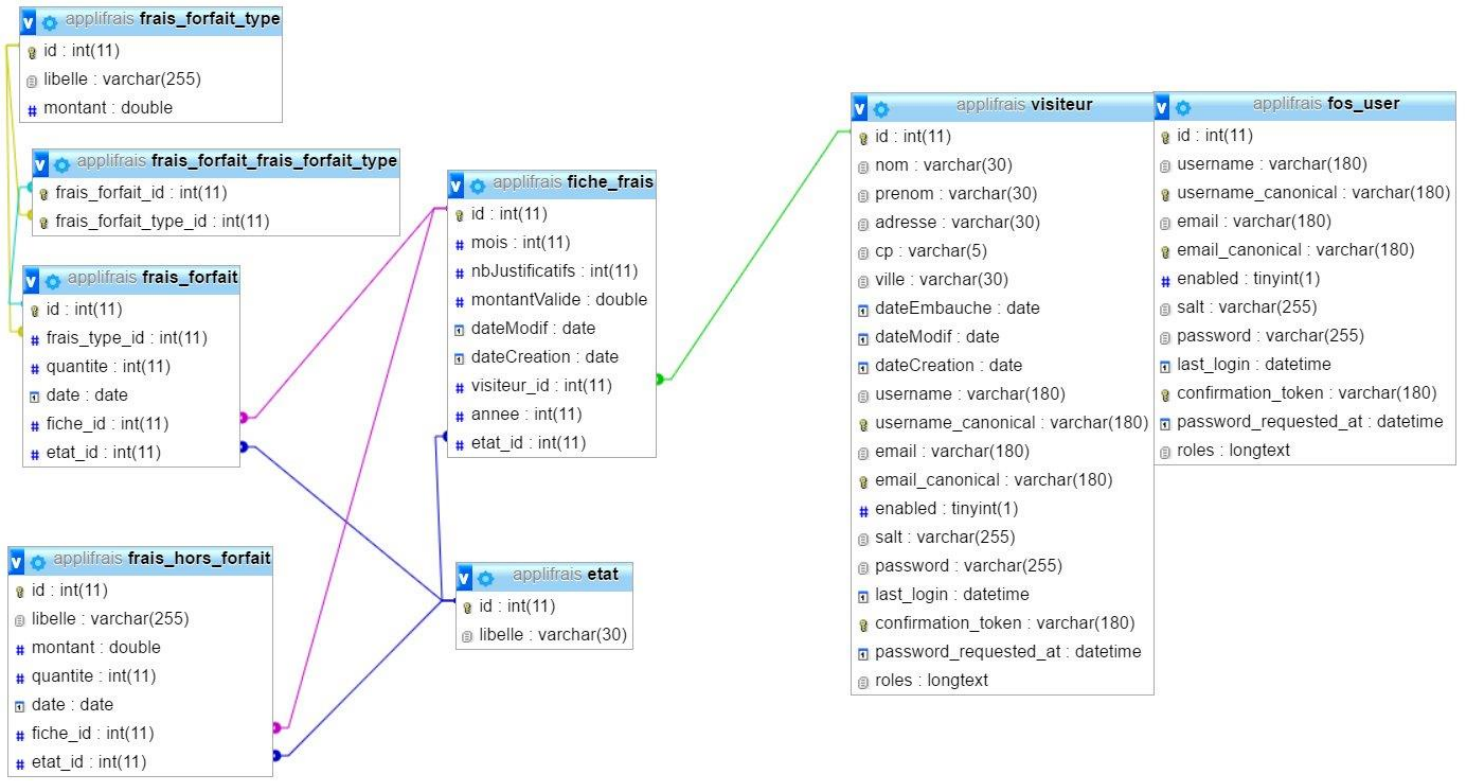 applifrais frais_forfait_type
id : int(11)
libelle : varchar(255)
montant : double
applifrais frais_forfait_frais_forfait_type
frais_forfait_id : int(11)
frais_forfait_type_id : int(11)
applifrais frais_forfait
id : int(11)
frais_type_id : int(11)
quantite : int(11)
date : date
fiche_id : int(11)
etat_id : int(11)
applifrais frais_hors_forfait
id : int(11)
libelle : varchar(255)
montant : double
quantite : int(11)
date : date
fiche_id : int(11)
etat_id : int(11)
applifrais fiche_frais
id : int(11)
mois : int(11)
nbJustificatifs : int(11)
montantValide : double
dateModif : date
dateCreation : date
visiteur_id : int(11)
annee : int(11)
etat_id : int(11)
applifrais etat
id : int(11)
libelle : varchar(30)
applifrais visiteur
id : int(11)
nom : varchar(30)
prenom : varchar(30)
adresse : varchar(30)
cp : varchar(5)
ville : varchar(30)
dateEmbauche : date
dateModif : date
dateCreation : date
username : varchar(180)
username_canonical : varchar(180)
email : varchar(180)
email_canonical : varchar(180)
enabled : tinyint(1)
salt : varchar(255)
password : varchar(255)
last_login : datetime
confirmation_token : varchar(180)
password_requested_at : datetime
roles : longtext
applifrais fos_user
id : int(11)
username : varchar(180)
username_canonical : varchar(180)
email : varchar(180)
email_canonical : varchar(180)
enabled : tinyint(1)
salt : varchar(255)
password : varchar(255)
last_login : datetime
confirmation_token : varchar(180)
password_requested_at : datetime
roles : longtext